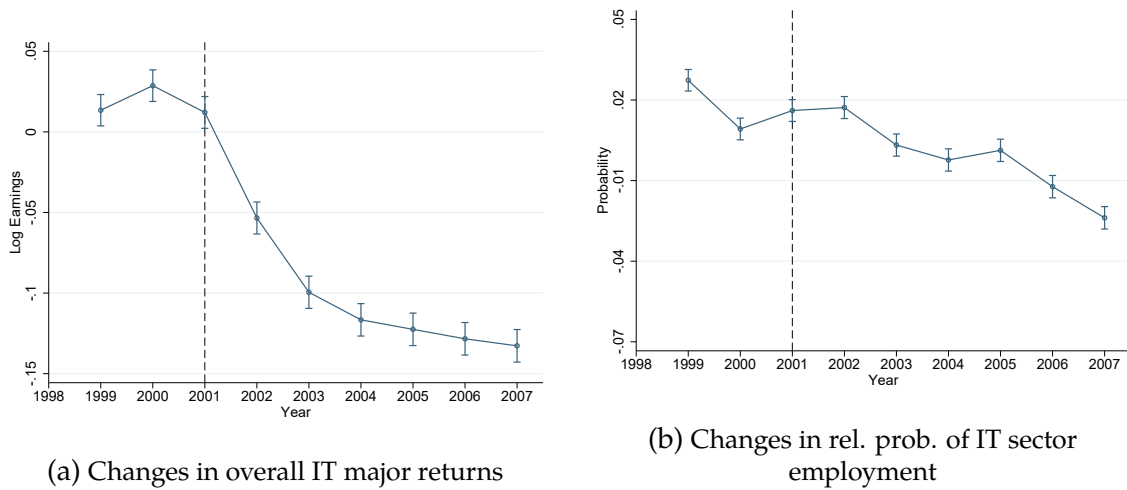 .05
0
-.05
-.1
-.15
Log Earnings
1998 1999 2000 2001 2002 2003 2004 2005 2006 2007
Year
(a) Changes in overall IT major returns
.05
.02
-.01
-.04
-.07
Probability
1998 1999 2000 2001 2002 2003 2004 2005 2006 2007
Year
(b) Changes in rel. prob. of IT sector
employment